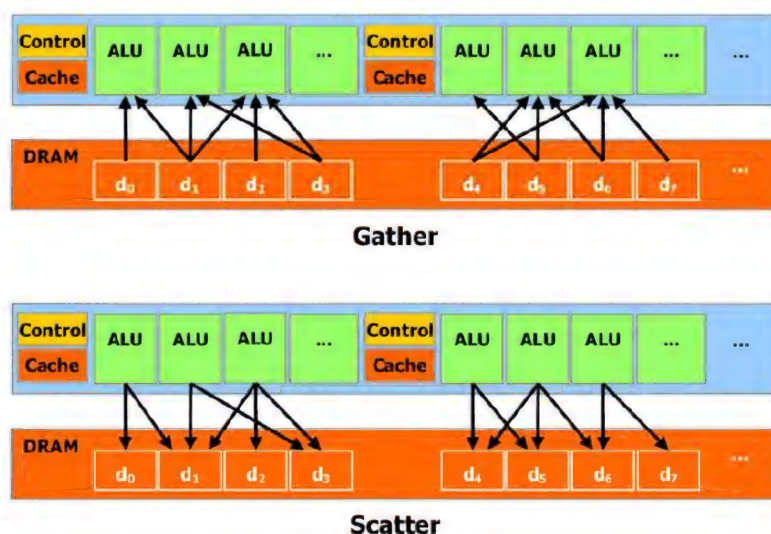 Control ALU ALU ALU ... Control ALU ALU ALU ... ...
Cache Cache
DRAM
d₀ d₁ d₂ d₃ d₄ d₅ d₆ d₇ ...
Gather
Control ALU ALU ALU ... Control ALU ALU ALU ... ...
Cache Cache
DRAM
d₀ d₁ d₂ d₃ d₄ d₅ d₆ d₇ ...
Scatter